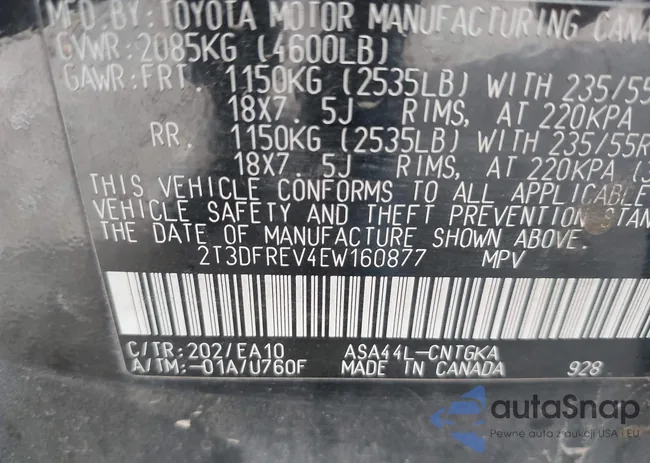 MFD.BY:TOYOTA MOTOR MANUFACTURING CANA
GVWR:2085KG (4600LB)
GAWR:FRT. 1150KG (2535LB) WITH 235/55
18X7. 5J RIMS, AT 220KPA
RR. 1150KG (2535LB) WITH 235/55R
18X7. 5J RIMS, AT 220KPA (3
THIS VEHICLE CONFORMS TO ALL APPLICABLE
VEHICLE SAFETY AND THEFT PREVENTION STAN
THE DATE OF MANUFACTURE SHOWN ABOVE.
2T3DFREV4EW160877 MPV
C/TR:202/EA10 ASA44L-CNTGKA
A/TM:-01A/U760F MADE IN CANADA 928
autoSnap
Pewne auto z aukcji USA i EU